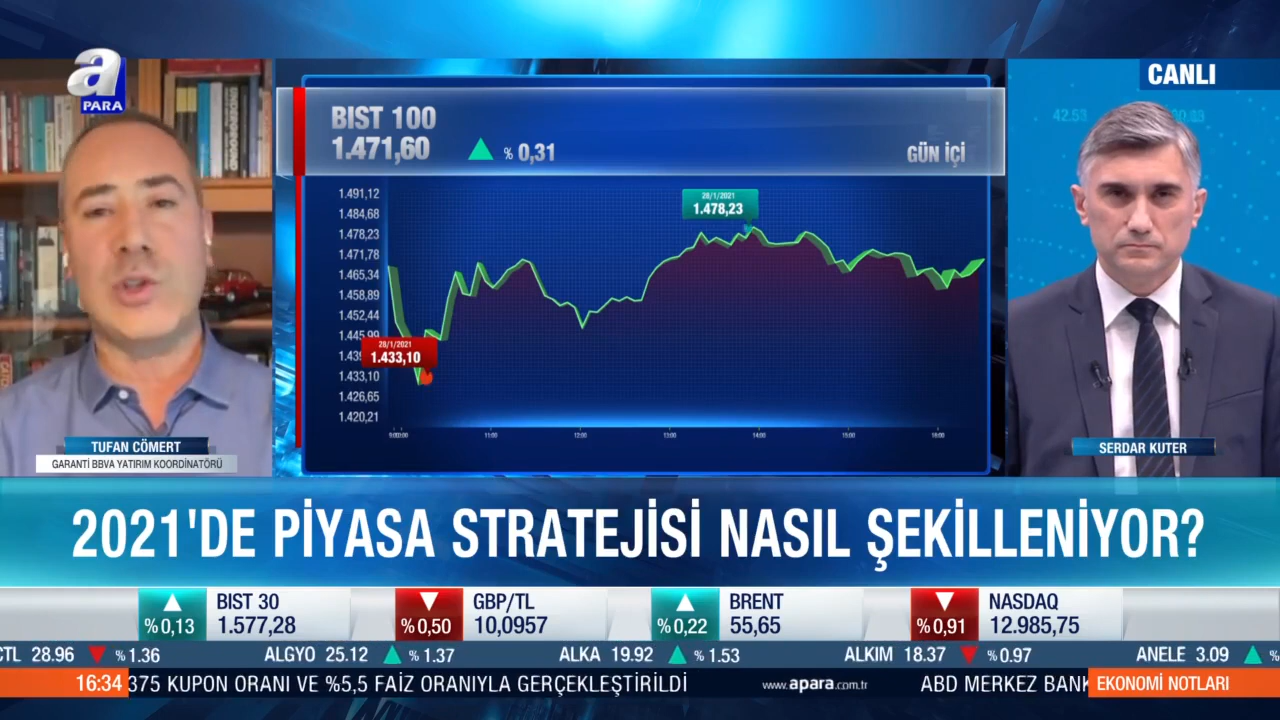 a
PARA
CANLI
BIST 100
1.471,60
% 0,31
GÜN İÇİ
1.491,12
1.484,68
1.478,23
1.471,78
1.465,34
1.458,89
1.452,44
1.445,99
1.433,10
1.426,65
1.420,21
28/1/2021
1.478,23
28/1/2021
1.433,10
11:00
12:00
13:00
14:00
15:00
16:00
TUFAN CÖMERT
GARANTİ BBVA YATIRIM KOORDİNATÖRÜ
SERDAR KUTER
2021'DE PİYASA STRATEJİSİ NASIL ŞEKİLLENİYOR?
% 0,13 BIST 30 1.577,28
% 0,50 GBP/TL 10,0957
% 0,22 BRENT 55,65
% 0,91 NASDAQ 12.985,75
CTL 28.96 % 1.36 ALGYO 25.12 % 1.37 ALKA 19.92 % 1.53 ALKIM 18.37 % 0.97 ANELE 3.09 %
16:34 375 KUPON ORANI VE %5,5 FAİZ ORANIYLA GERÇEKLEŞTİRİLDİ www.apara.com.tr ABD MERKEZ BANK EKONOMİ NOTLARI